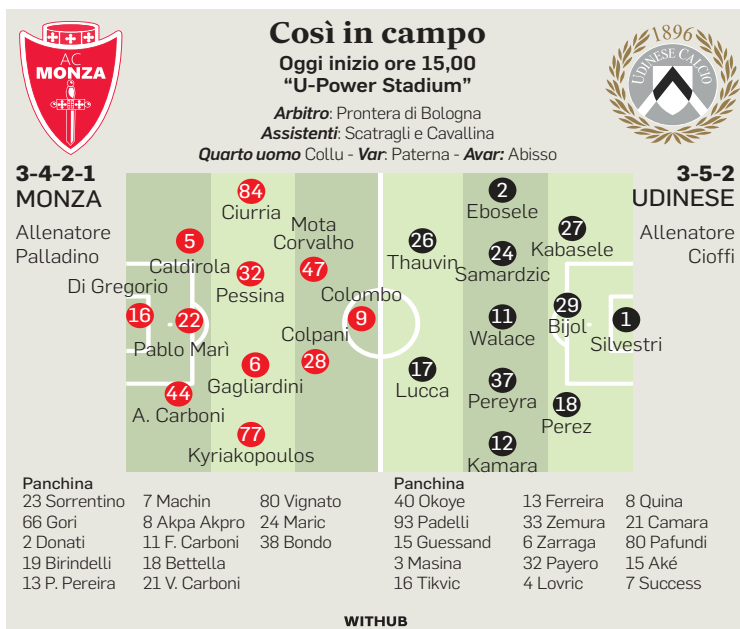 Così in campo
Oggi inizio ore 15,00
“U-Power Stadium”
Arbitro: Prontera di Bologna
Assistenti: Scatragli e Cavallina
Quarto uomo Collu - Var: Paterna - Avar: Abisso
AC
MONZA
1896
UDINESE CALCIO
3-4-2-1
MONZA
Allenatore
Palladino
3-5-2
UDINESE
Allenatore
Cioffi
84
Ciurria
5
Caldirola
Mota
Corvalho
47
32
Pessina
Di Gregorio
16
22
Pablo Marì
Colombo
9
Colpani
28
6
Gagliardini
44
A. Carboni
77
Kyriakopoulos
2
Ebosele
26
Thauvin
24
Samardzic
27
Kabasele
11
Walace
29
Bijol
1
Silvestri
17
Lucca
37
Pereyra
18
Perez
12
Kamara
Panchina
23 Sorrentino
66 Gori
2 Donati
19 Birindelli
13 P. Pereira
7 Machin
8 Akpa Akpro
11 F. Carboni
18 Bettella
21 V. Carboni
80 Vignato
24 Maric
38 Bondo
Panchina
40 Okoye
93 Padelli
15 Guessand
3 Masina
16 Tikvic
13 Ferreira
33 Zemura
6 Zarraga
32 Payero
4 Lovric
8 Quina
21 Camara
80 Pafundi
15 Aké
7 Success
WITHUB